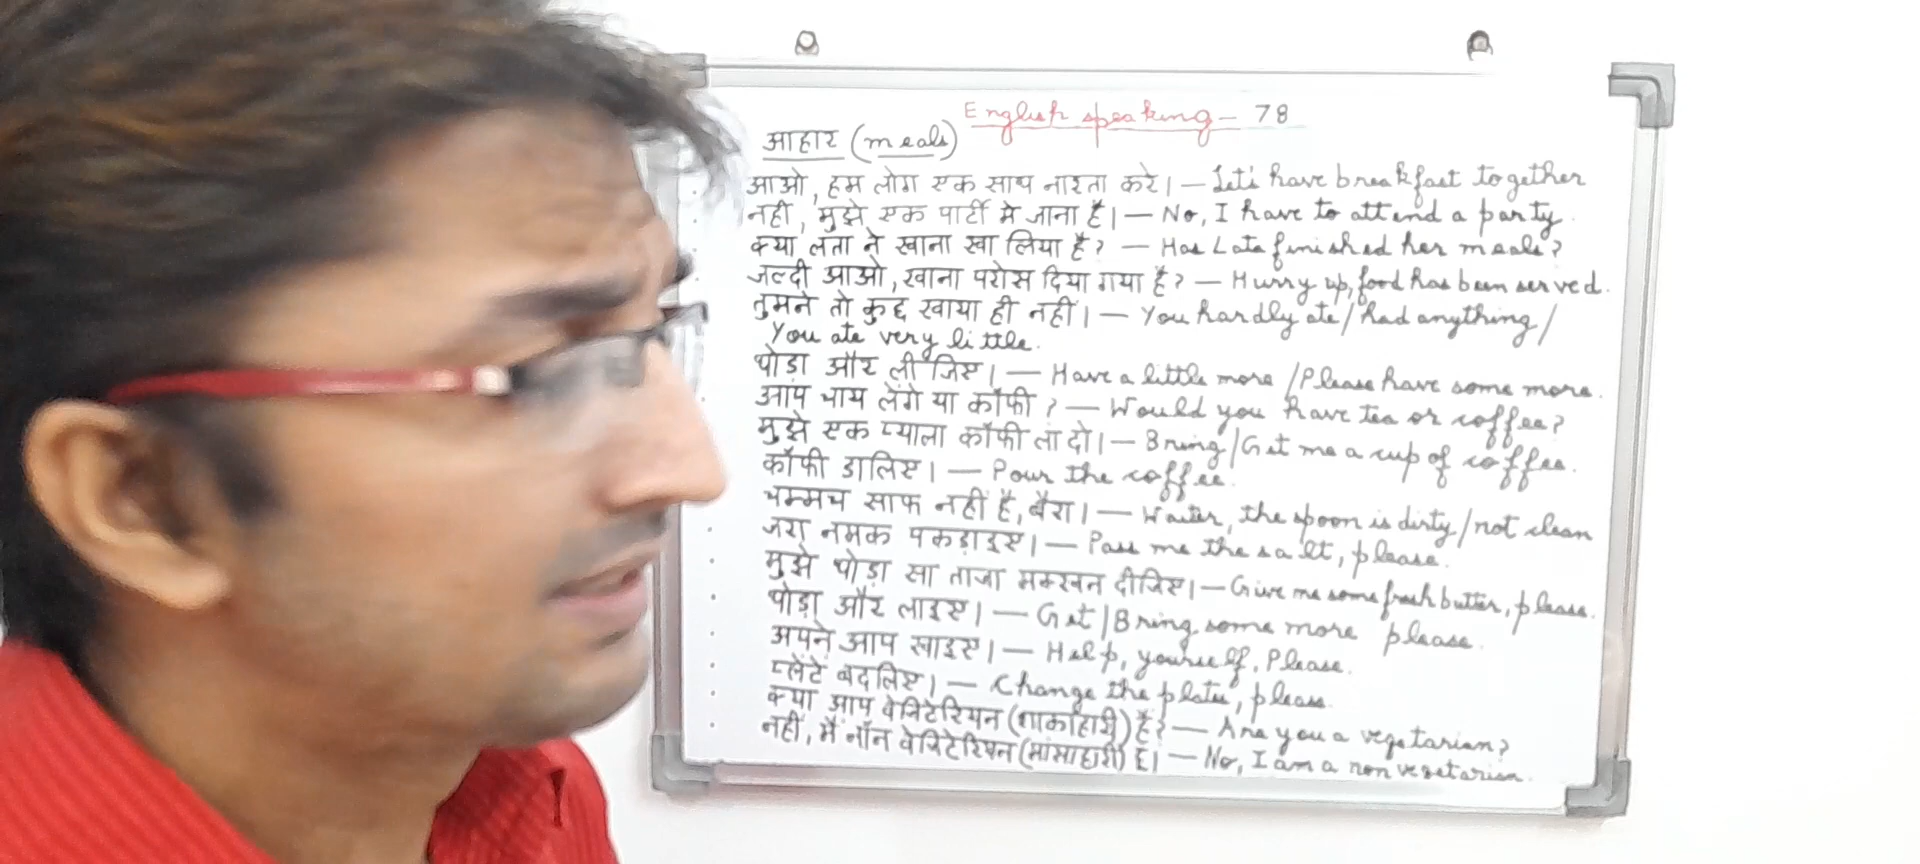 English speaking - 78
आहार (meals)
आओ, हम लोग एक साथ नाश्ता करे। — Let's have breakfast together
नहीं, मुझे एक पार्टी मे जाना है। — No, I have to attend a party.
क्या लता ने खाना खा लिया है? — Has Lata finished her meals?
जल्दी आओ, खाना परोस दिया गया है? — Hurry up, food has been served.
तुमने तो कुछ खाया ही नहीं। — You hardly ate/had anything/
You ate very little.
थोड़ा और लीजिए। — Have a little more /Please have some more.
आप चाय लेंगे या कॉफी? — Would you have tea or coffee?
मुझे एक प्याला कॉफी ला दो। — Bring/Get me a cup of coffee.
कॉफी डालिए। — Pour the coffee.
चम्मच साफ नहीं है, बैरा। — Waiter, the spoon is dirty/not clean
जरा नमक पकड़ाइए। — Pass me the salt, please.
मुझे थोड़ा सा ताजा मक्खन दीजिए। — Give me some fresh butter, please.
थोड़ा और लाइए। — Get/Bring some more please.
अपने आप खाइए। — Help, yourself, Please.
प्लेटें बदलिए। — Change the plates, please.
क्या आप वेजिटेरियन (शाकाहारी) है? — Are you a vegetarian?
नहीं, मैं नॉन वेजिटेरियन (मांसाहारी) हूँ। — No, I am a non vegetarian.